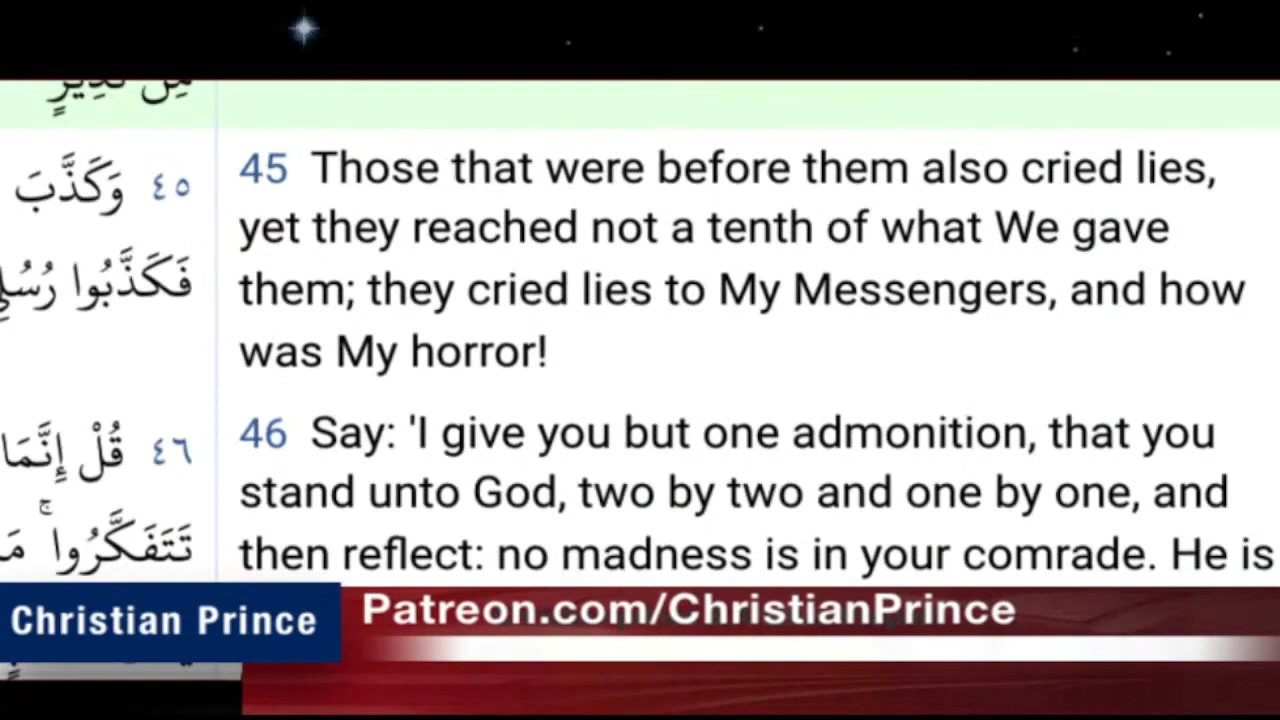 ٤٥ وَكَذَّبَ
فَكَذَّبُوا
45 Those that were before them also cried lies,
yet they reached not a tenth of what We gave
them; they cried lies to My Messengers, and how
was My horror!
٤٦ قُلْ إِنَّمَا
تَتَفَكَّرُوا ۚ
46 Say: 'I give you but one admonition, that you
stand unto God, two by two and one by one, and
then reflect: no madness is in your comrade. He is
Christian Prince
Patreon.com/ChristianPrince